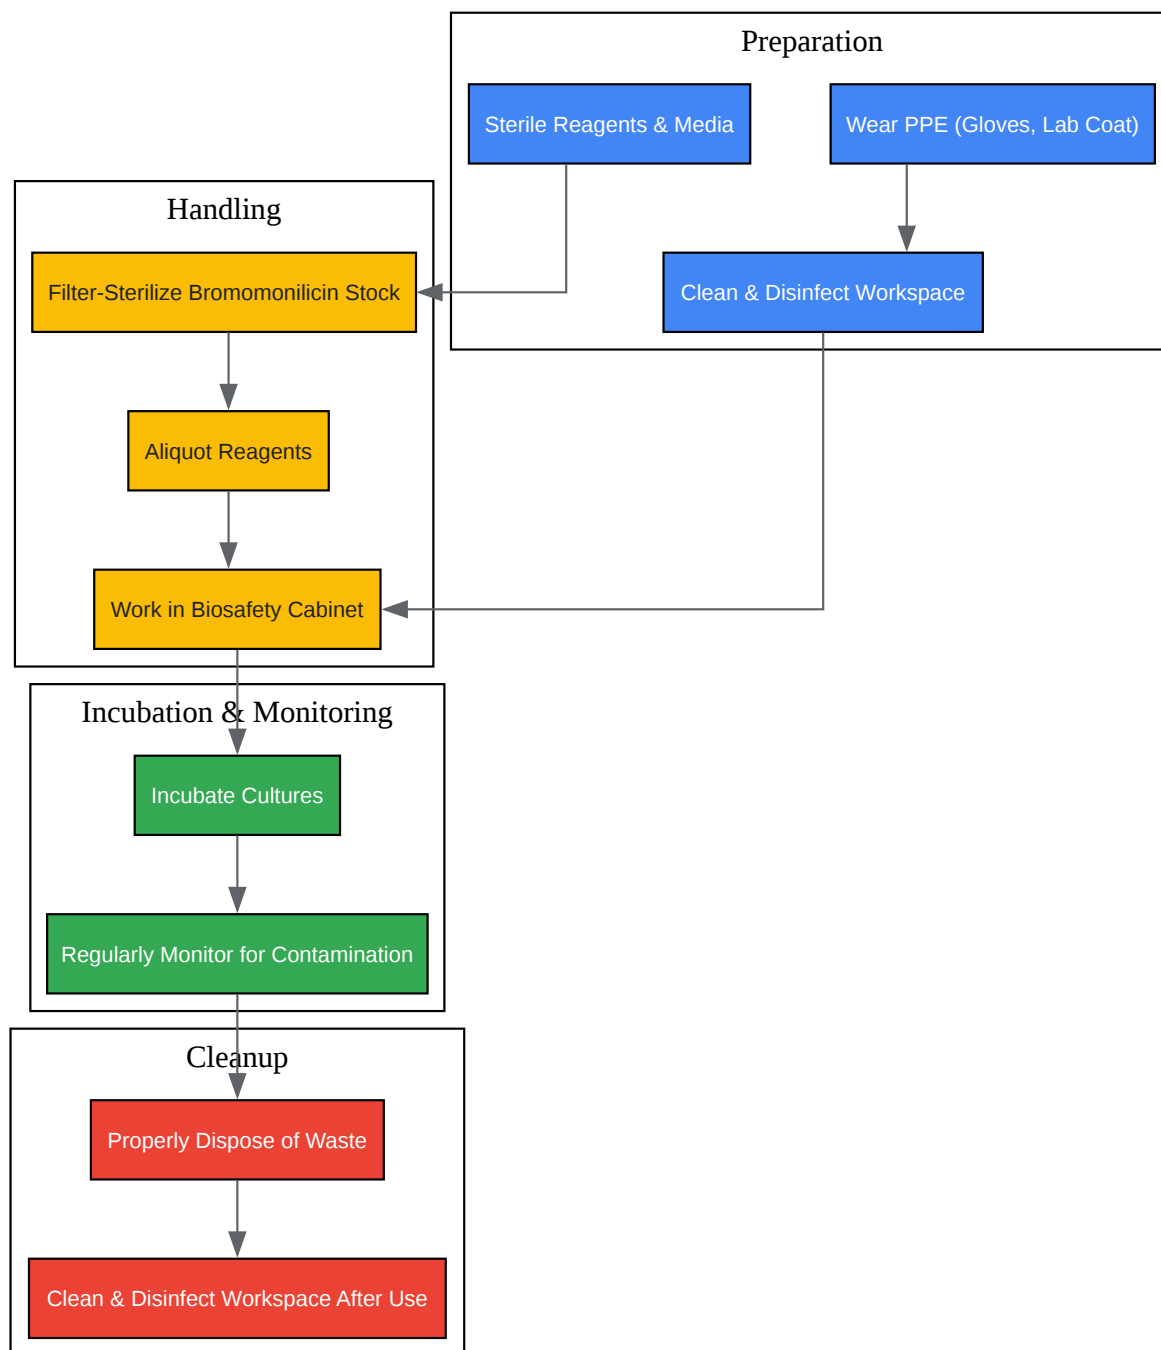 Preparation
Sterile Reagents & Media
Wear PPE (Gloves, Lab Coat)
Clean & Disinfect Workspace
Handling
Filter-Sterilize Bromomonilicin Stock
Aliquot Reagents
Work in Biosafety Cabinet
Incubation & Monitoring
Incubate Cultures
Regularly Monitor for Contamination
Cleanup
Properly Dispose of Waste
Clean & Disinfect Workspace After Use